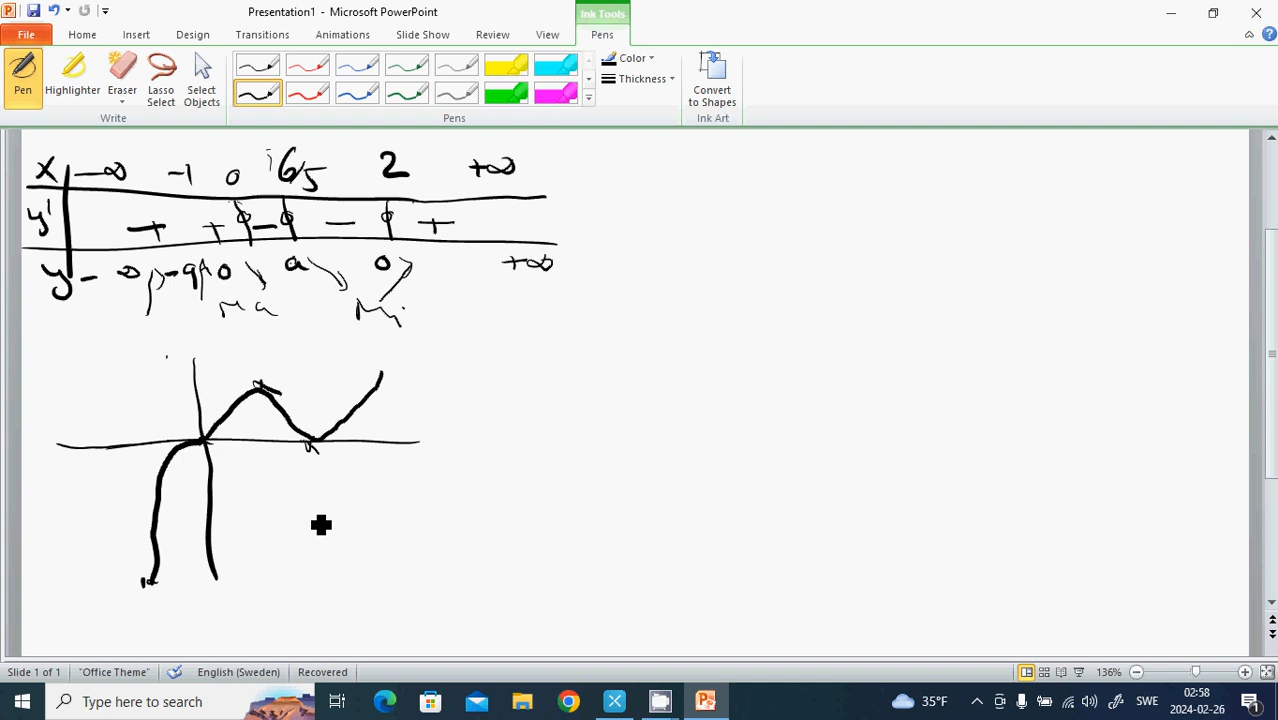 Presentation1 - Microsoft PowerPoint
Ink Tools
File Home Insert Design Transitions Animations Slide Show Review View Pens
Pen Highlighter Eraser Lasso Select Select Objects
Color
Thickness
Convert to Shapes
Write Pens Ink Art
x -∞ -1 0 6/5 2 +∞
y' + + 0 - 0 - 0 +
y -∞ -9 0 a 0 +∞
Ma Mi
Slide 1 of 1 "Office Theme" English (Sweden) Recovered 136%
Type here to search 35°F SWE 02:58
2024-02-26